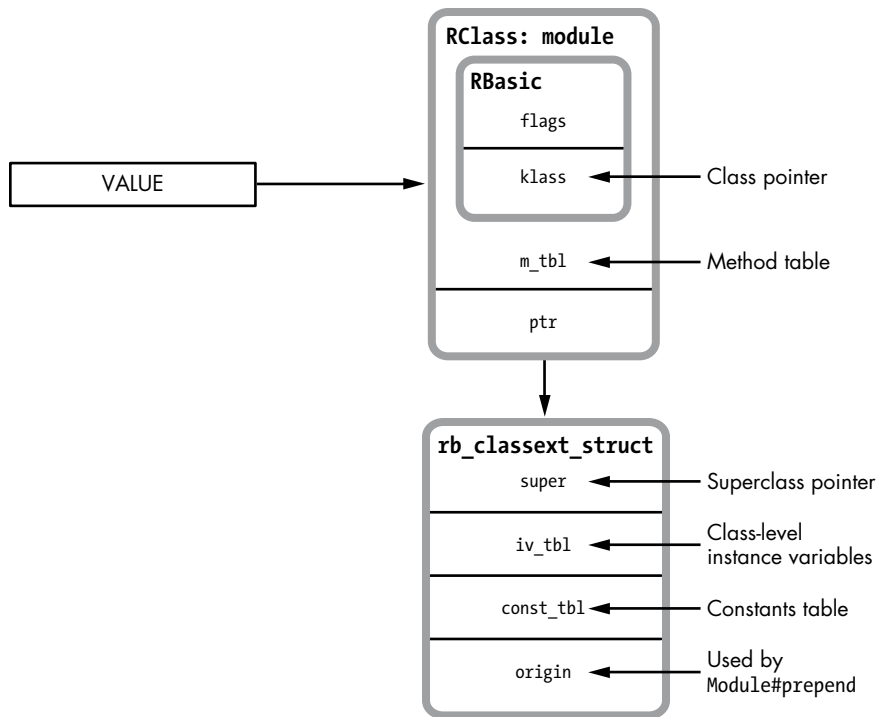 RClass: module
RBasic
flags
VALUE
klass
Class pointer
m_tbl
Method table
ptr
rb_classext_struct
super
Superclass pointer
iv_tbl
Class-level
instance variables
const_tbl
Constants table
origin
Used by
Module#prepend